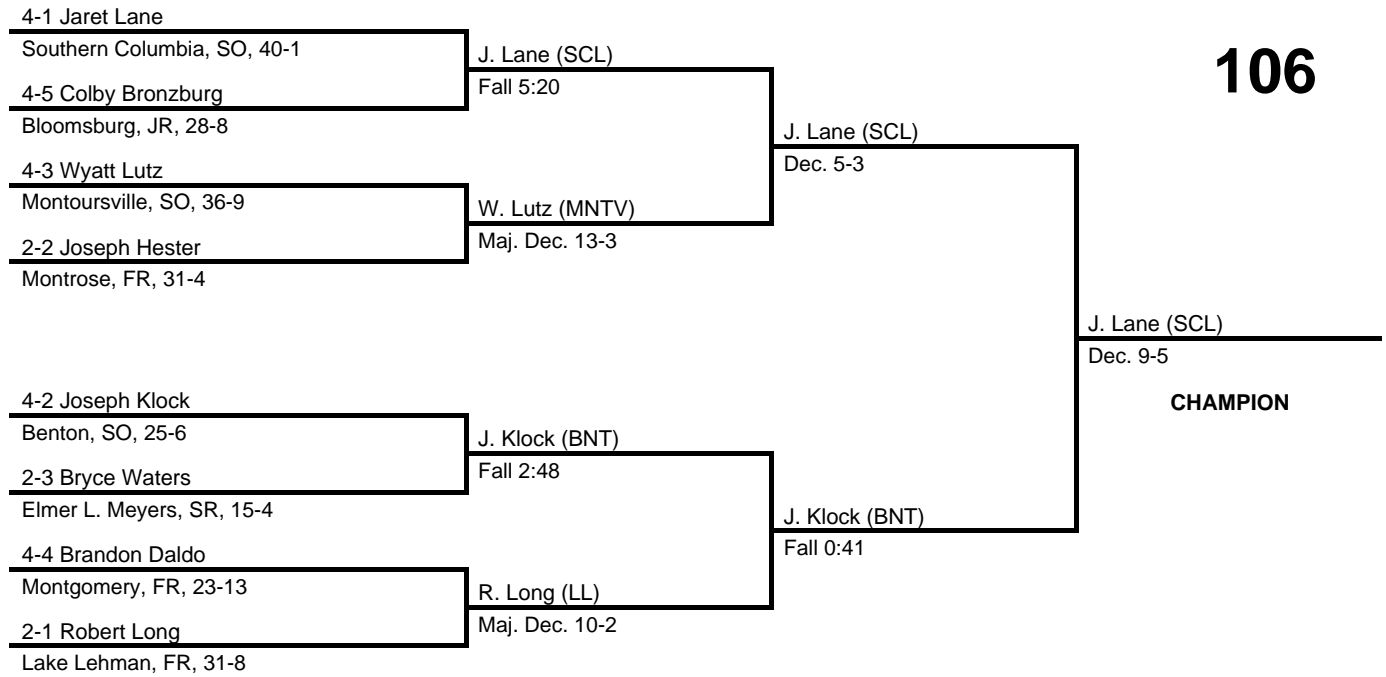 106
4-1 Jaret Lane
Southern Columbia, SO, 40-1
4-5 Colby Bronzburg
Bloomsburg, JR, 28-8
4-3 Wyatt Lutz
Montoursville, SO, 36-9
2-2 Joseph Hester
Montrose, FR, 31-4
4-2 Joseph Klock
Benton, SO, 25-6
2-3 Bryce Waters
Elmer L. Meyers, SR, 15-4
4-4 Brandon Daldo
Montgomery, FR, 23-13
2-1 Robert Long
Lake Lehman, FR, 31-8
J. Lane (SCL)
Fall 5:20
W. Lutz (MNTV)
Maj. Dec. 13-3
J. Klock (BNT)
Fall 2:48
R. Long (LL)
Maj. Dec. 10-2
J. Lane (SCL)
Dec. 5-3
J. Klock (BNT)
Fall 0:41
J. Lane (SCL)
Dec. 9-5
CHAMPION